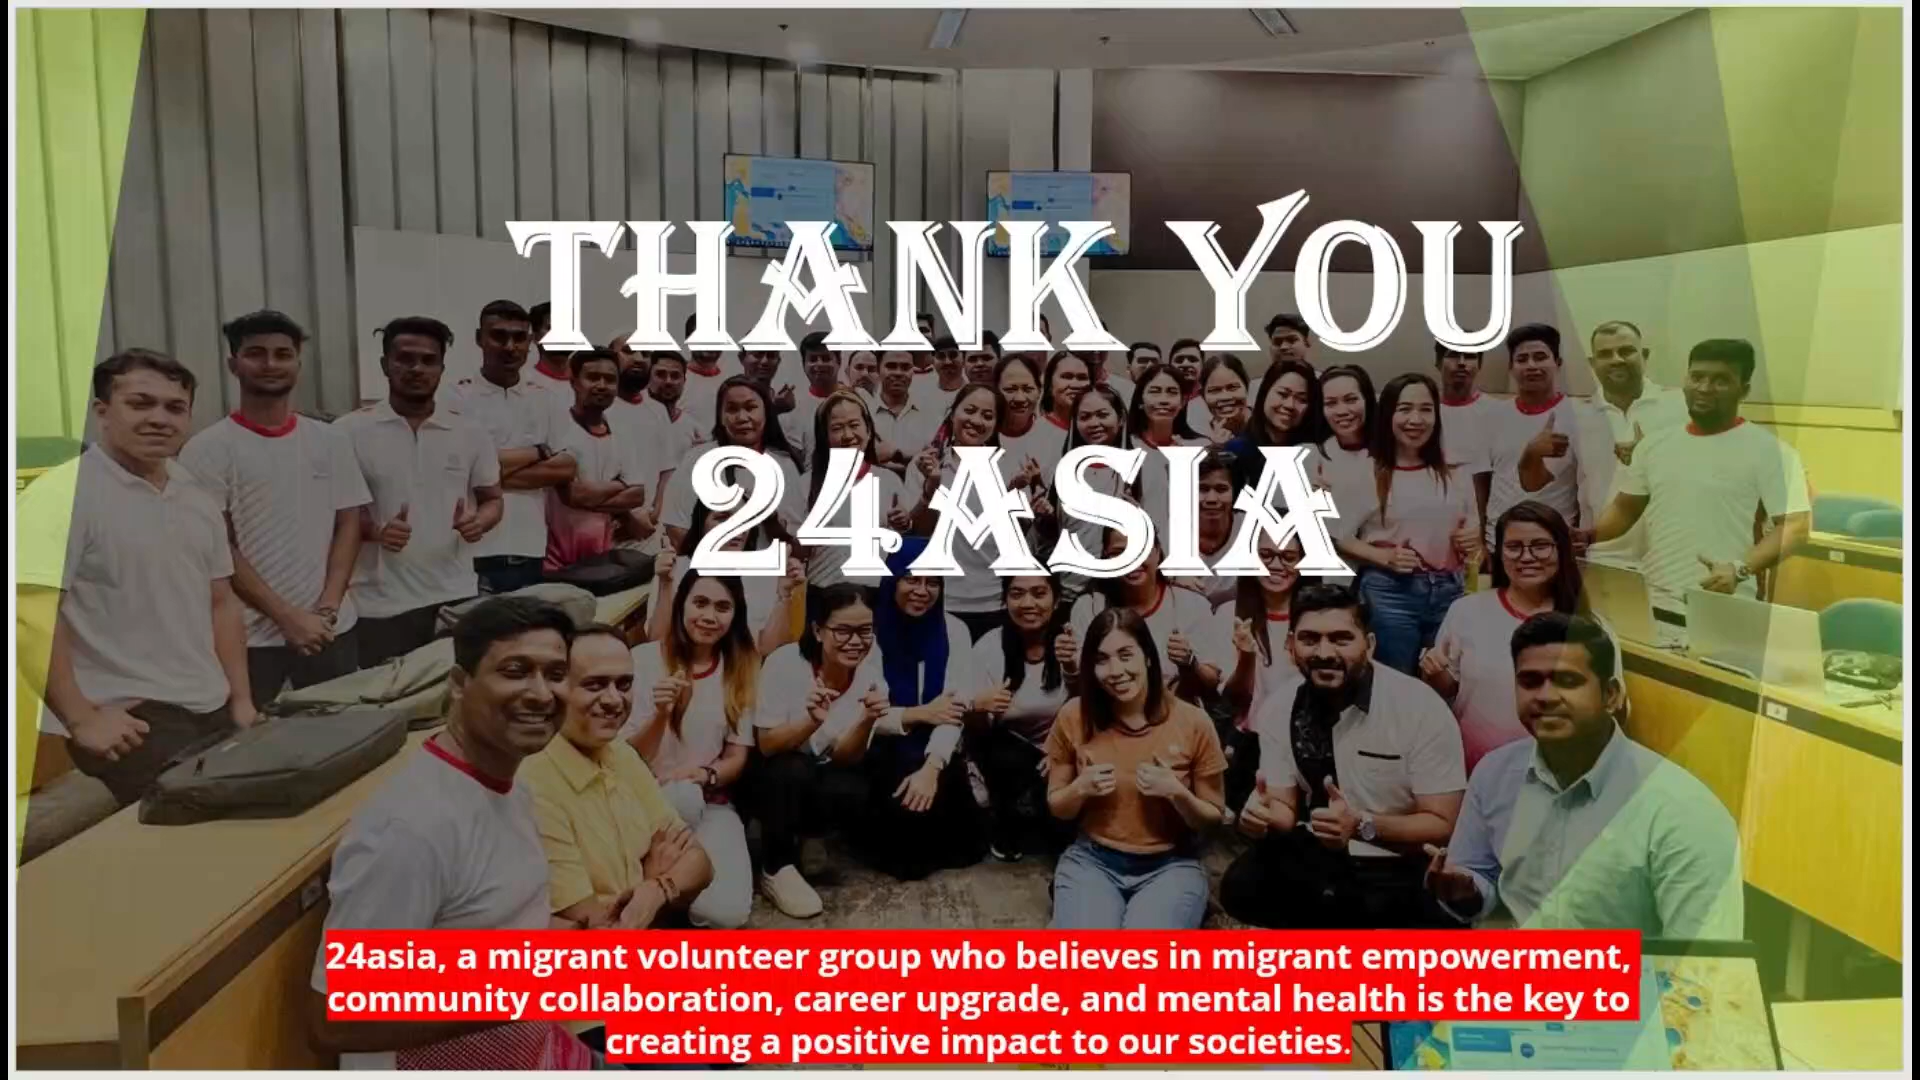 THANK YOU
24ASIA
24asia, a migrant volunteer group who believes in migrant empowerment,
community collaboration, career upgrade, and mental health is the key to
creating a positive impact to our societies.